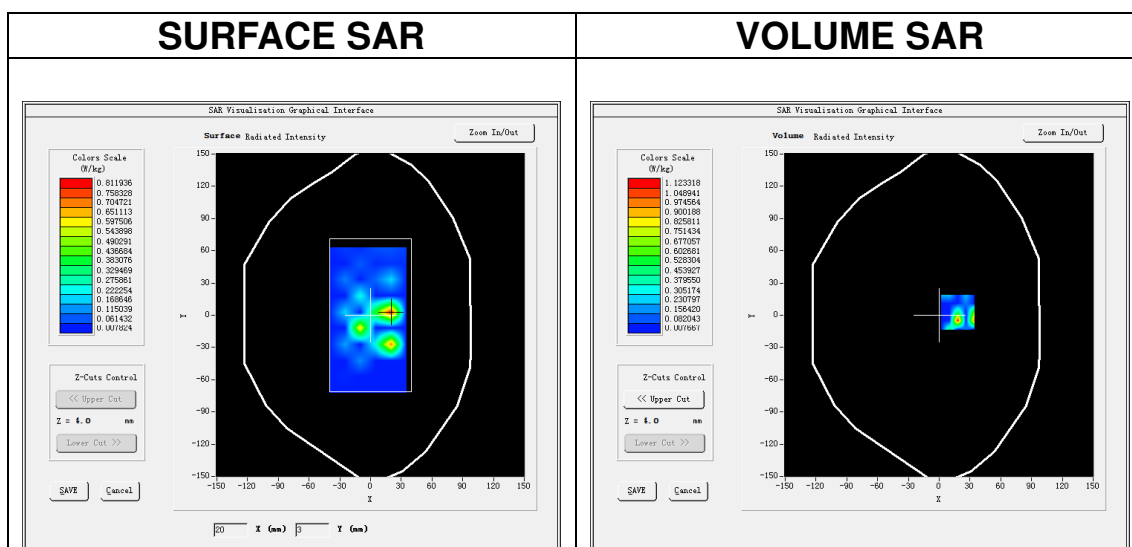 SURFACE SAR
VOLUME SAR
SAR Visualisation Graphical Interface
Surface Radiated Intensity
Zoom In/Out
Colors Scale
(W/kg)
0.811936
0.758328
0.704721
0.651113
0.597506
0.543898
0.490291
0.436684
0.383076
0.329469
0.275861
0.222254
0.168646
0.115039
0.061432
0.007824
150
120
90
60
30
0
-30
-60
-90
-120
-150
Y
-150 -120 -90 -60 -30 0 30 60 90 120 150
X
Z-Cuts Control
<< Upper Cut
Z = 4.0 mm
Lower Cut >>
SAVE Cancel
20 X (mm) 3 Y (mm)
SAR Visualisation Graphical Interface
Volume Radiated Intensity
Zoom In/Out
Colors Scale
(W/kg)
1.123318
1.048941
0.974564
0.900188
0.825811
0.751434
0.677057
0.602681
0.528304
0.453927
0.379550
0.305174
0.230797
0.156420
0.082043
0.007667
150
120
90
60
30
0
-30
-60
-90
-120
-150
Y
-150 -120 -90 -60 -30 0 30 60 90 120 150
X
Z-Cuts Control
<< Upper Cut
Z = 4.0 mm
Lower Cut >>
SAVE Cancel